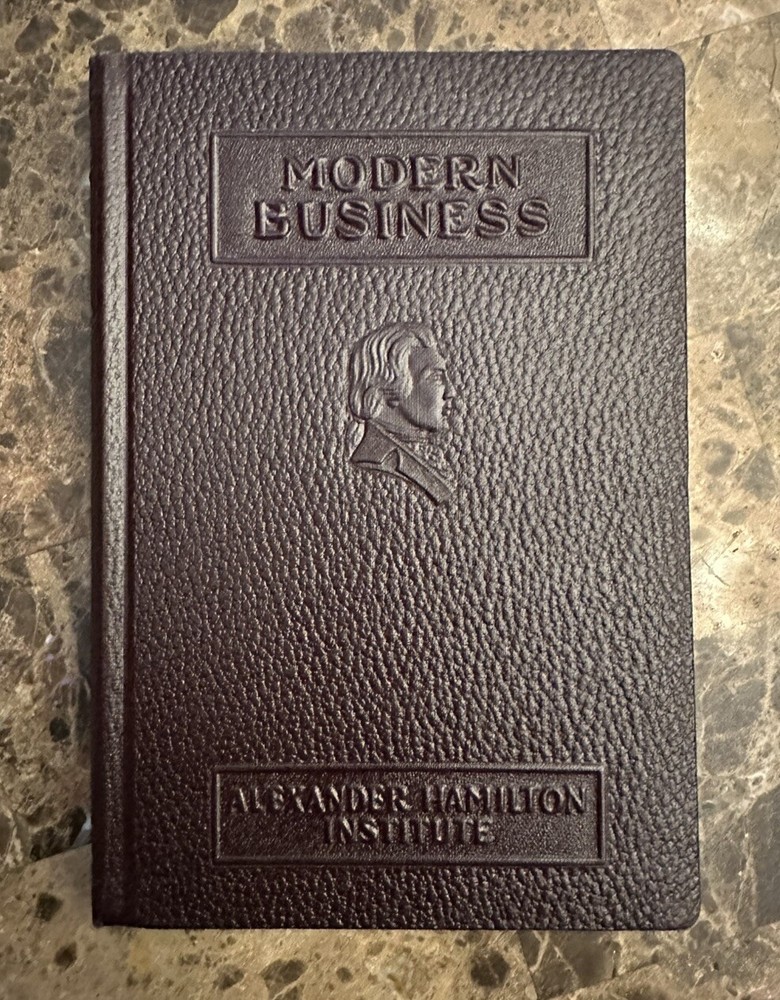 MODERN
BUSINESS
ALEXANDER HAMILTON
INSTITUTE